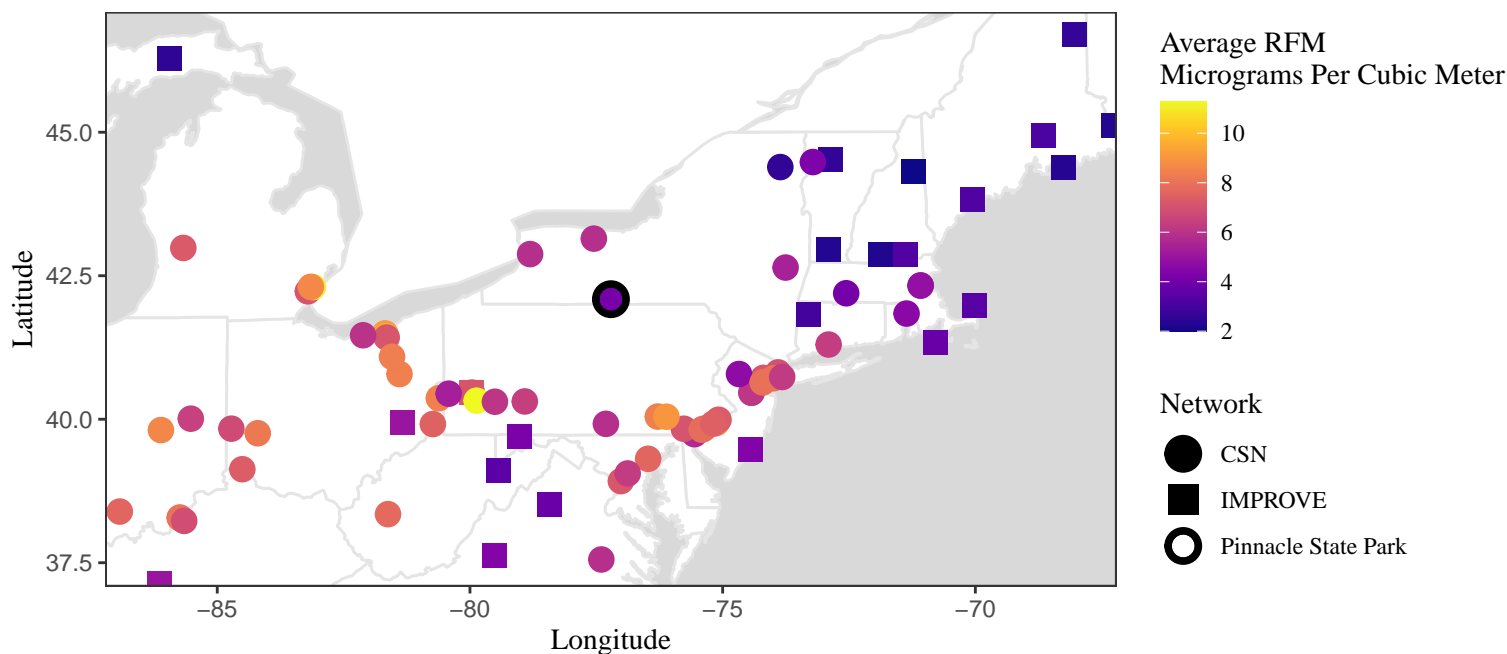 Average RFM
Micrograms Per Cubic Meter
10
8
6
4
2
Network
CSN
IMPROVE
Pinnacle State Park
45.0
42.5
40.0
37.5
Latitude
−85
−80
−75
−70
Longitude